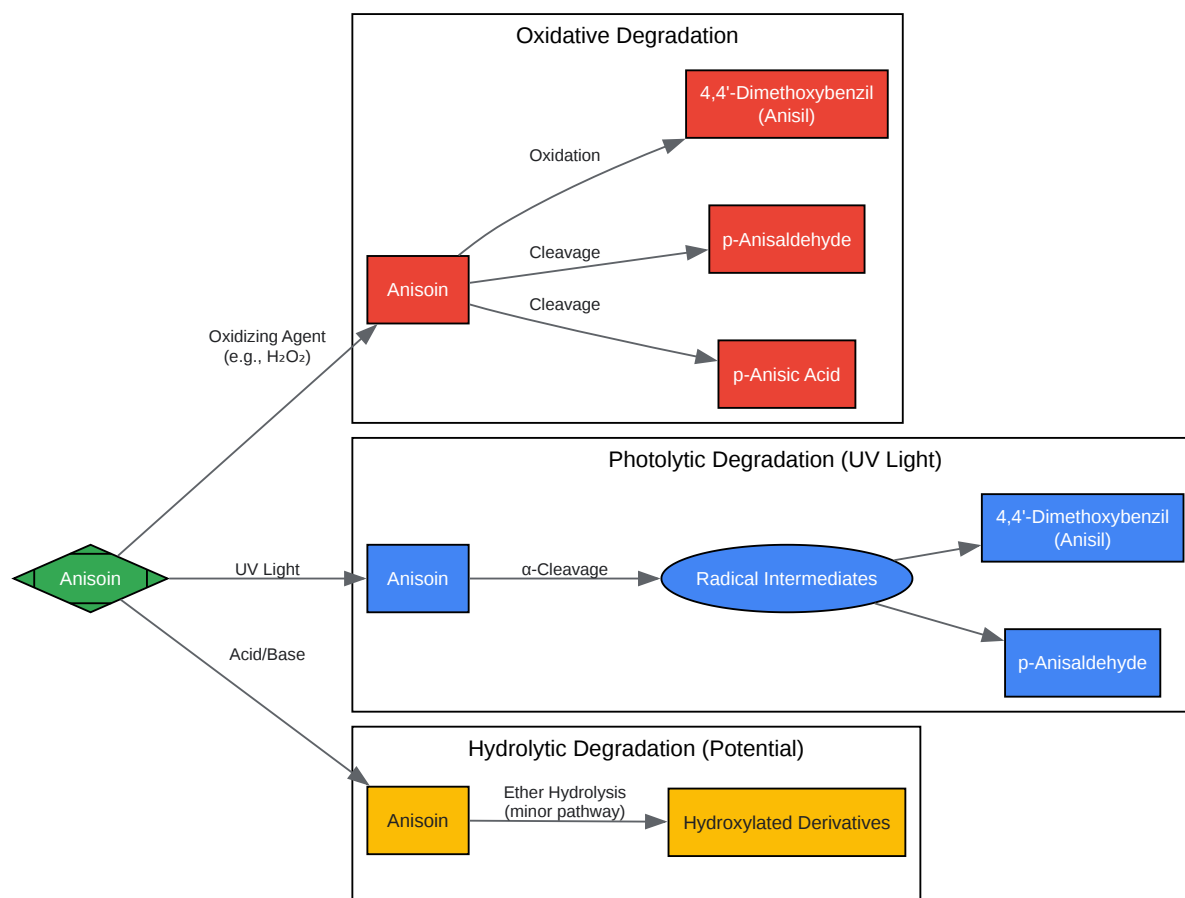 Oxidative Degradation
4,4'-Dimethoxybenzil
(Anisil)
Oxidation
p-Anisaldehyde
Cleavage
Anisoin
Cleavage
p-Anisic Acid
Oxidizing Agent
(e.g., H₂O₂)
Photolytic Degradation (UV Light)
4,4'-Dimethoxybenzil
(Anisil)
Anisoin
UV Light
Anisoin
α-Cleavage
Radical Intermediates
p-Anisaldehyde
Acid/Base
Hydrolytic Degradation (Potential)
Anisoin
Ether Hydrolysis
(minor pathway)
Hydroxylated Derivatives